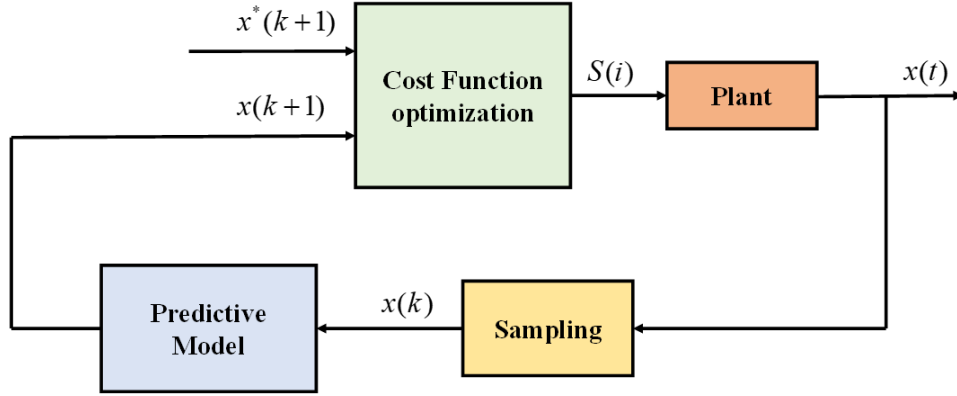 x*(k+1)
x(k+1)
Cost Function
optimization
S(i)
Plant
x(t)
Predictive
Model
x(k)
Sampling